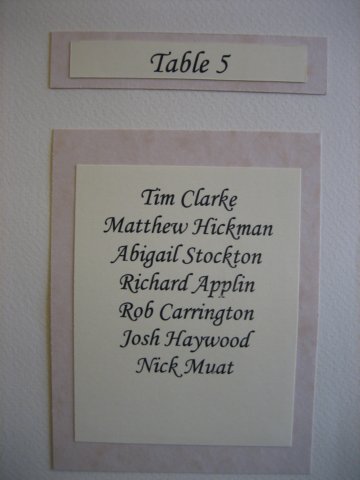 Table 5
Tim Clarke
Matthew Hickman
Abigail Stockton
Richard Applin
Rob Carrington
Josh Haywood
Nick Muat